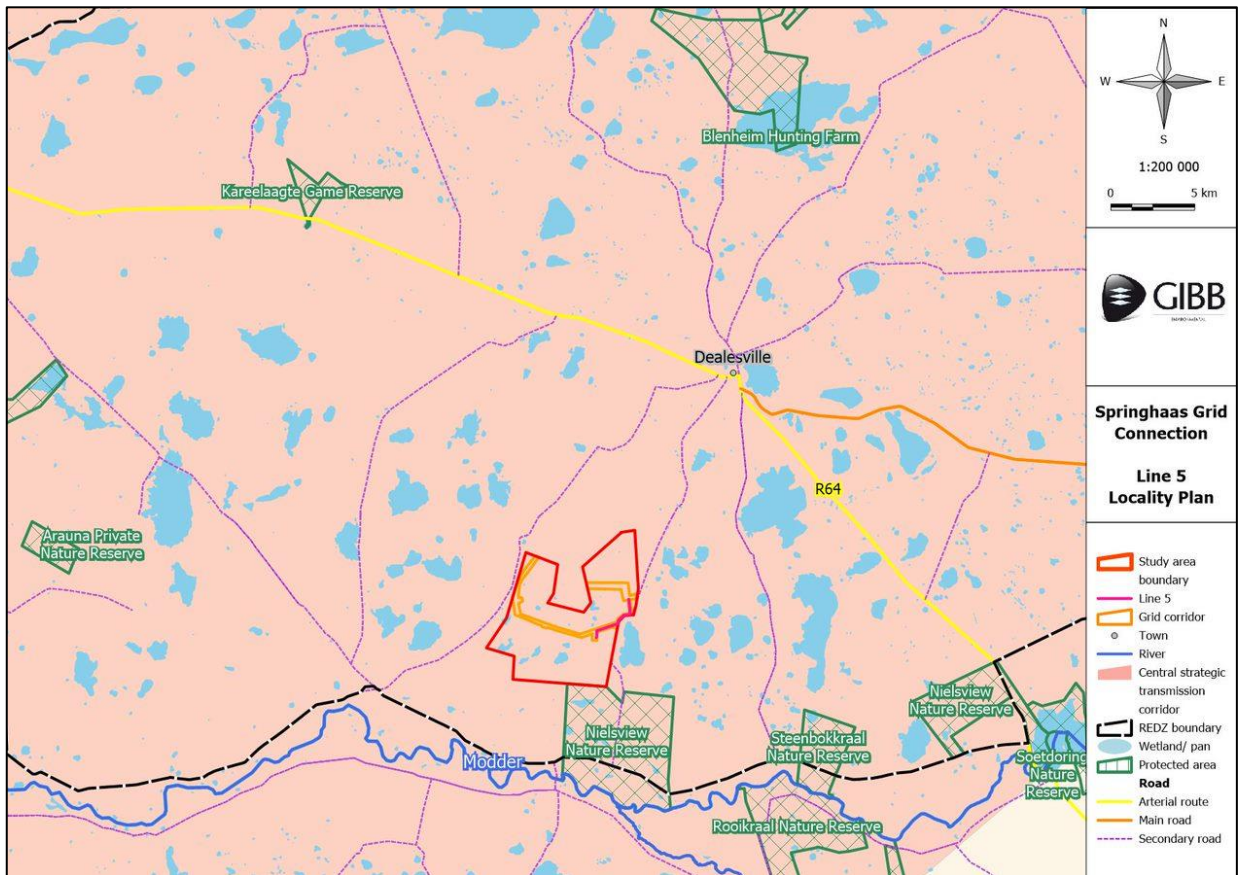 Blenheim Hunting Farm
Kareelaagte Game Reserve
Dealesville
R64
Arauna Private
Nature Reserve
Nielsview
Nature Reserve
Nielsview
Nature Reserve
Steenbokkraal
Nature Reserve
Soetdoring
Nature
Reserve
Modder
Rooikraal Nature Reserve
N
W E
S
1:200 000
0 5 km
GIBB
Springhaas Grid
Connection
Line 5
Locality Plan
Study area
boundary
Line 5
Grid corridor
Town
River
Central strategic
transmission
corridor
REDZ boundary
Wetland/ pan
Protected area
Road
Arterial route
Main road
Secondary road